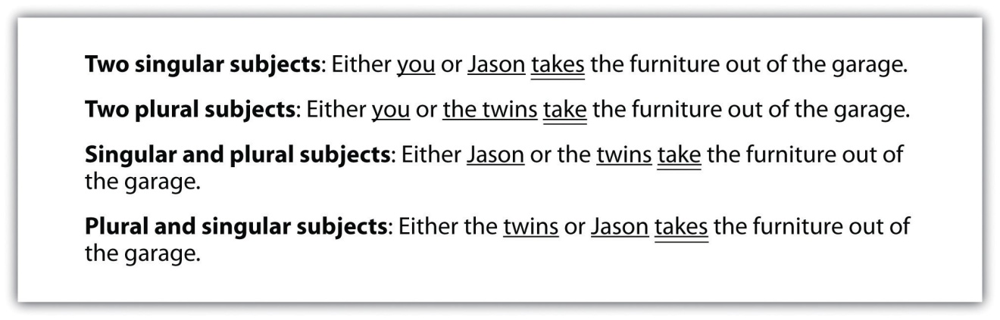 Two singular subjects: Either you or Jason takes the furniture out of the garage.
Two plural subjects: Either you or the twins take the furniture out of the garage.
Singular and plural subjects: Either Jason or the twins take the furniture out of
the garage.
Plural and singular subjects: Either the twins or Jason takes the furniture out of
the garage.